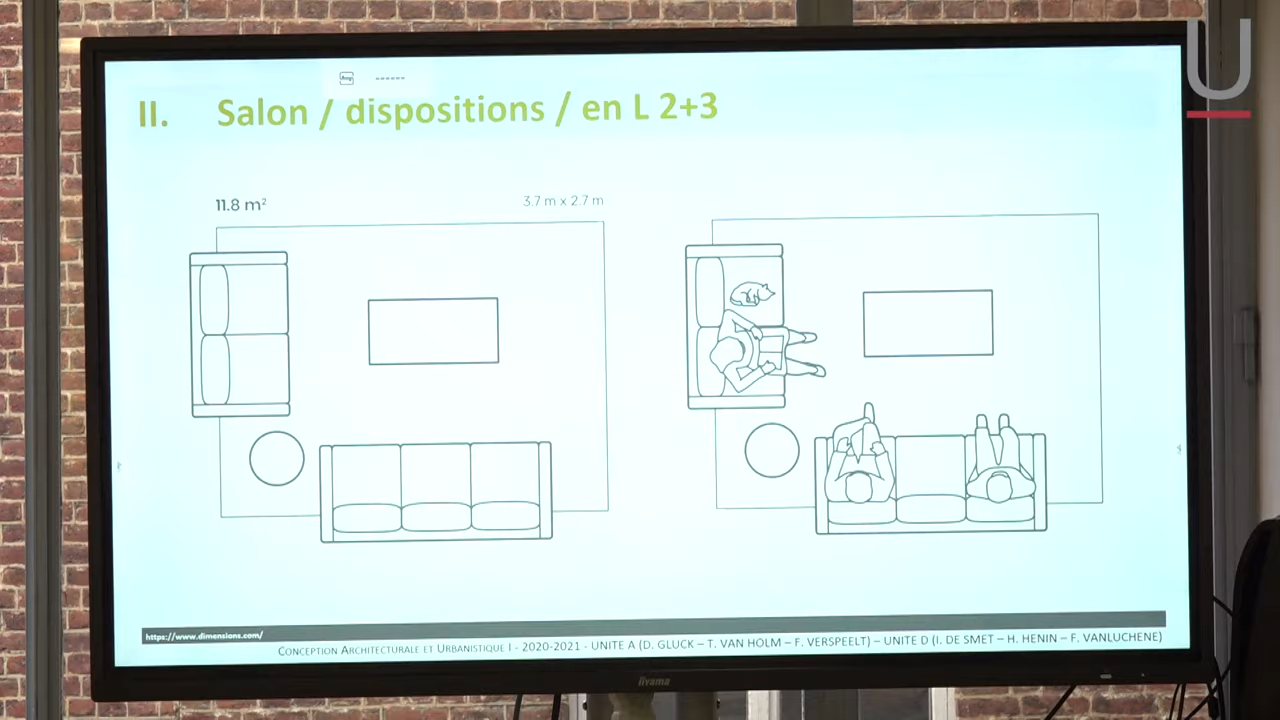 II. Salon / dispositions / en L 2+3
11.8 m² 3.7 m x 2.7 m
https://www.dimensions.com/
CONCEPTION ARCHITECTURALE ET URBANISTIQUE I - 2020-2021 - UNITE A (D. GLUCK – T. VAN HOLM – F. VERSPEELT) – UNITE D (I. DE SMET – H. HENIN – F. VANLUCHENE)
iiyama
U